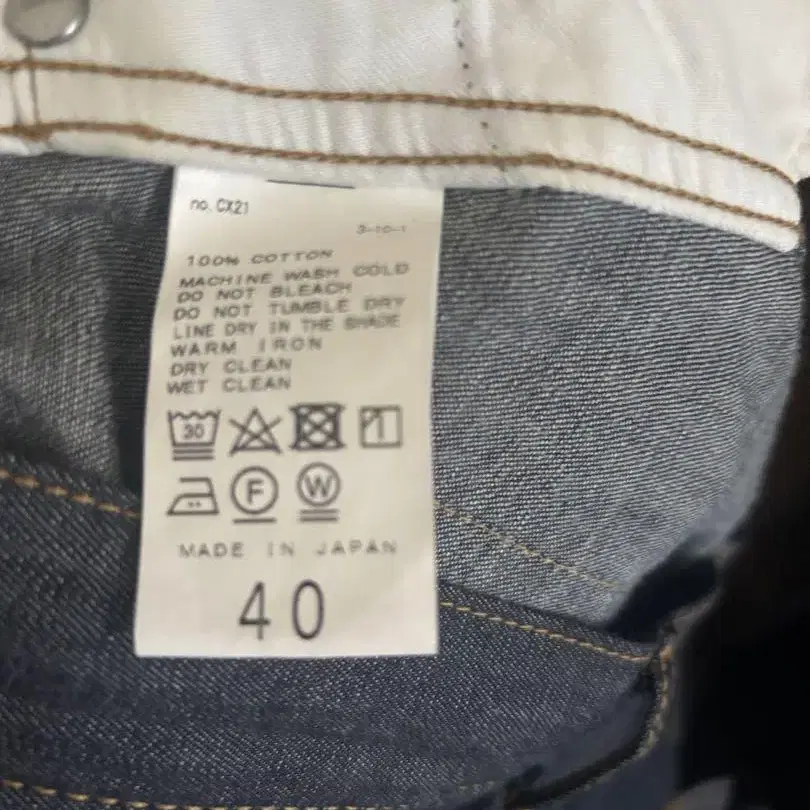 no. CX21
3-10-1
100% COTTON
MACHINE WASH COLD
DO NOT BLEACH
DO NOT TUMBLE DRY
LINE DRY IN THE SHADE
WARM IRON
DRY CLEAN
WET CLEAN
30
F W
MADE IN JAPAN
40